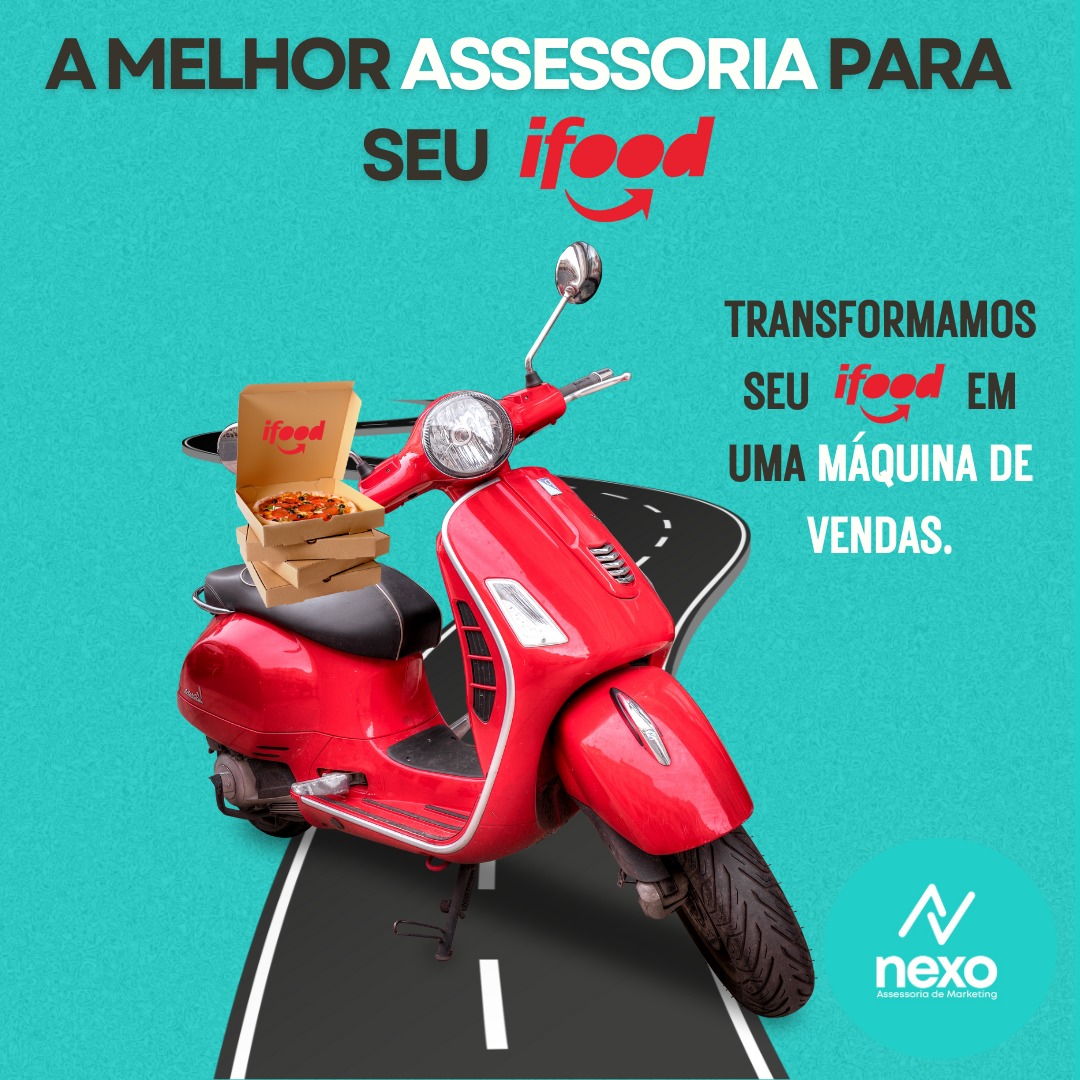 A MELHOR ASSESSORIA PARA
SEU ifood
TRANSFORMAMOS
SEU ifood EM
UMA MÁQUINA DE
VENDAS.
ifood
nexo
Assessoria de Marketing